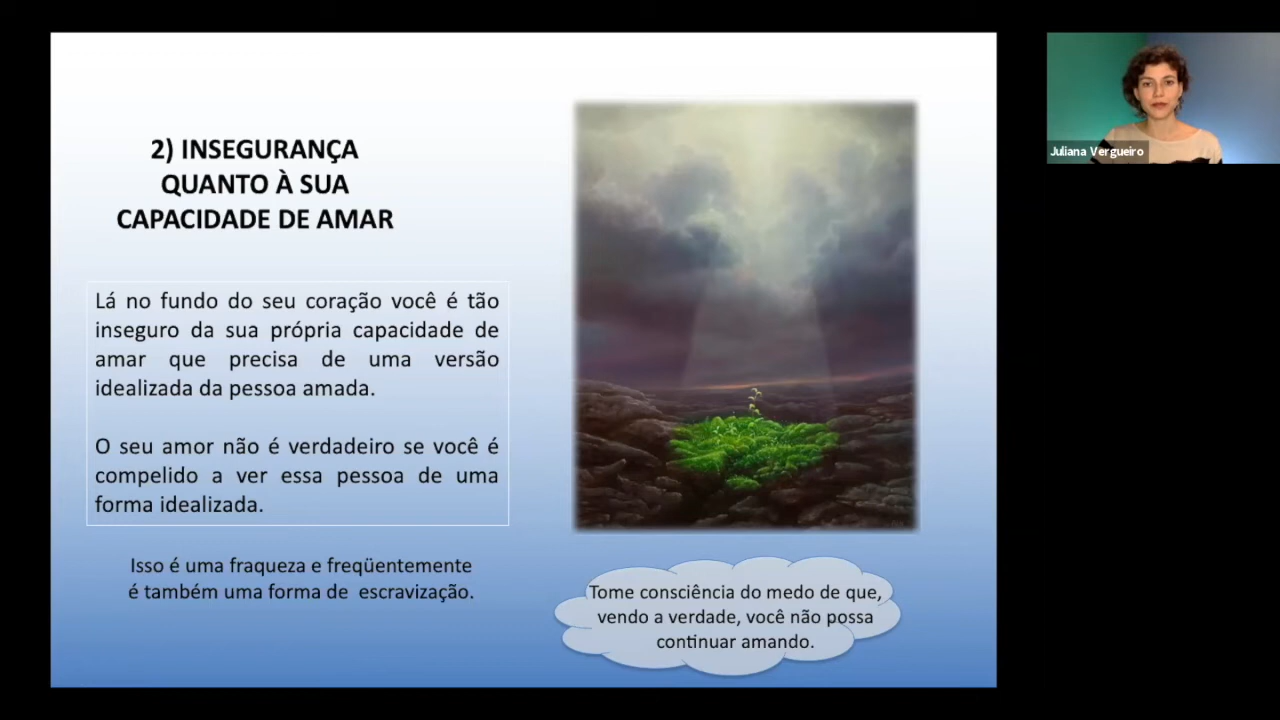 2) INSEGURANÇA
QUANTO À SUA
CAPACIDADE DE AMAR
Lá no fundo do seu coração você é tão
inseguro da sua própria capacidade de
amar que precisa de uma versão
idealizada da pessoa amada.
O seu amor não é verdadeiro se você é
compelido a ver essa pessoa de uma
forma idealizada.
Isso é uma fraqueza e freqüentemente
é também uma forma de escravização.
Tome consciência do medo de que,
vendo a verdade, você não possa
continuar amando.
Juliana Vergueiro